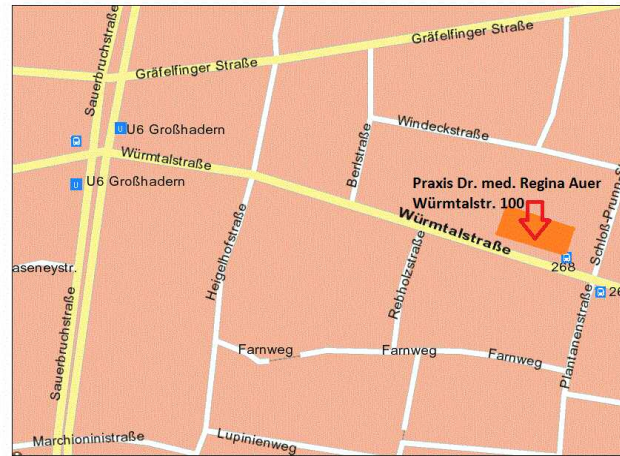 Gräfelfinger Straße
Gräfelfinger Straße
Sauerbruchstraße
U
U6 Großhadern
Windeckstraße
Berlstraße
Würmtalstraße
U
U6 Großhadern
Praxis Dr. med. Regina Auer
Würmtalstr. 100
Würmtalstraße
Schloß-Prunn-S
Heigelhofstraße
Rebholzstraße
aseneystr.
268
26
Plantanenstraße
Sauerbruchstraße
Farnweg
Farnweg
Farnweg
Marchioninistraße
Lupinienweg